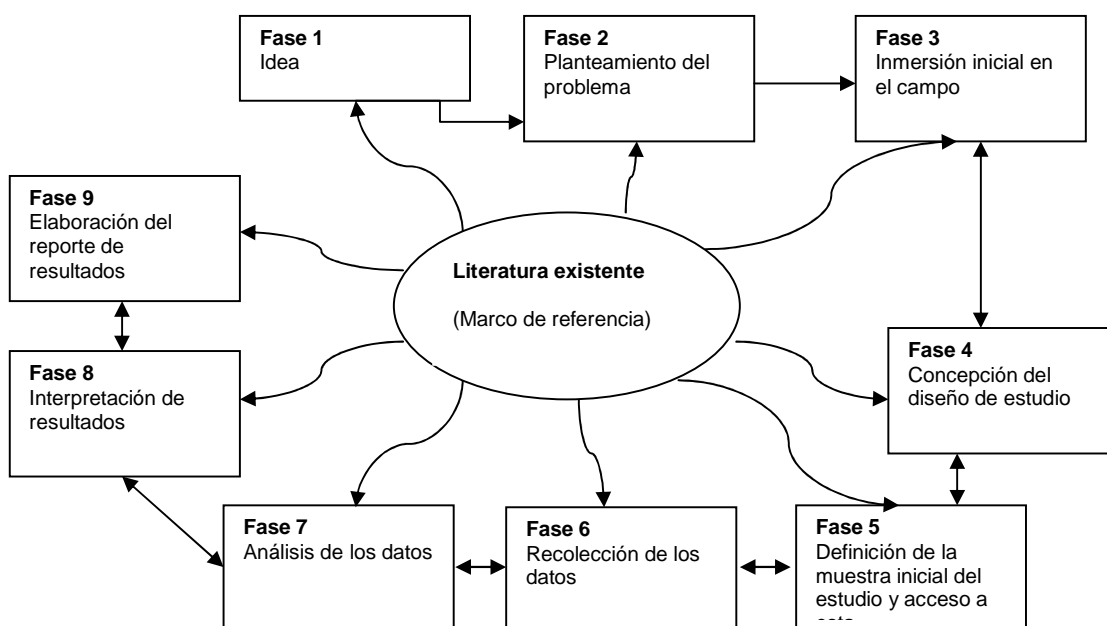 Fase 1
Idea
Fase 2
Planteamiento del
problema
Fase 3
Inmersión inicial en
el campo
Fase 9
Elaboración del
reporte de
resultados
Literatura existente
(Marco de referencia)
Fase 4
Concepción del
diseño de estudio
Fase 8
Interpretación de
resultados
Fase 7
Análisis de los datos
Fase 6
Recolección de los
datos
Fase 5
Definición de la
muestra inicial del
estudio y acceso a